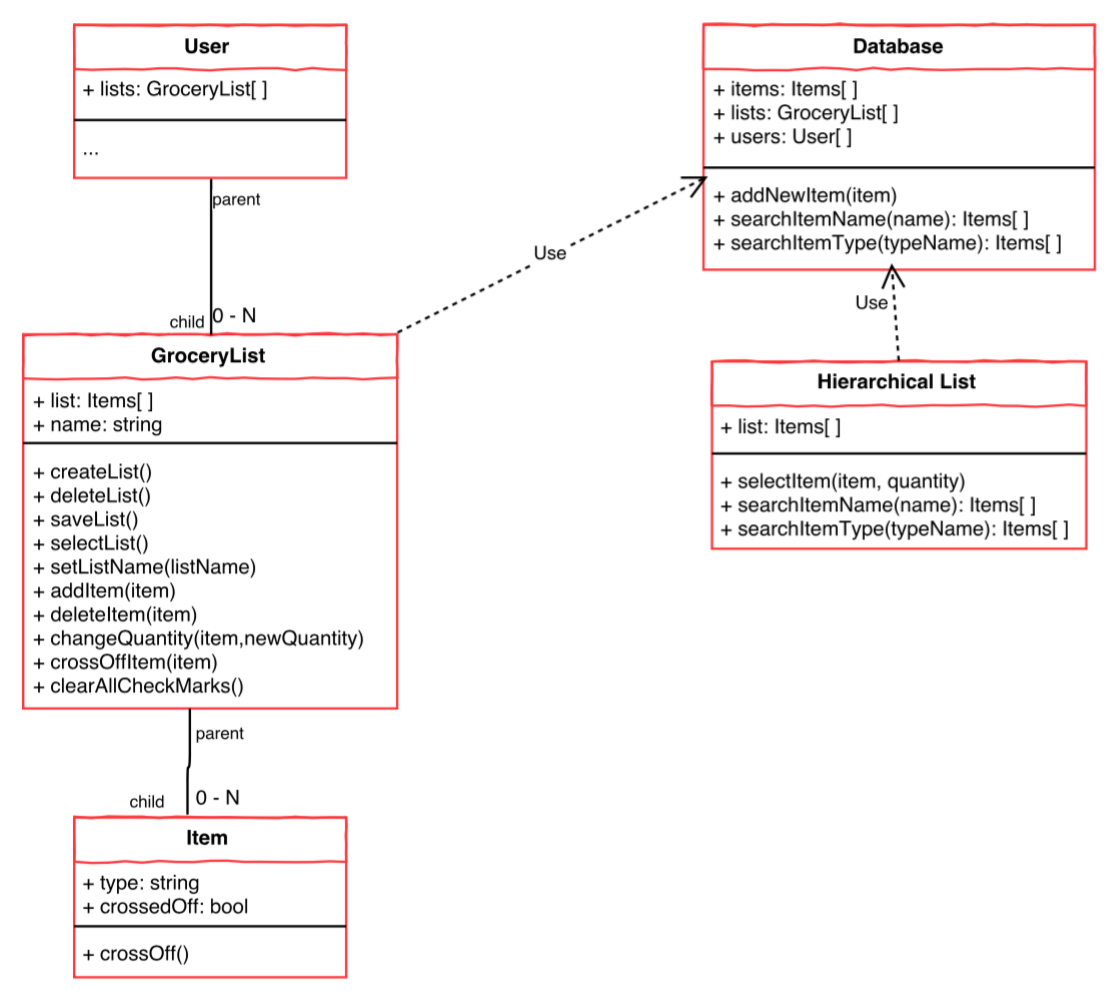 User
+ lists: GroceryList[ ]
...
parent
child
0 - N
GroceryList
+ list: Items[ ]
+ name: string
+ createList()
+ deleteList()
+ saveList()
+ selectList()
+ setListName(listName)
+ addItem(item)
+ deleteItem(item)
+ changeQuantity(item,newQuantity)
+ crossOffItem(item)
+ clearAllCheckMarks()
parent
child
0 - N
Item
+ type: string
+ crossedOff: bool
+ crossOff()
Use
Database
+ items: Items[ ]
+ lists: GroceryList[ ]
+ users: User[ ]
+ addNewItem(item)
+ searchItemName(name): Items[ ]
+ searchItemType(typeName): Items[ ]
Use
Hierarchical List
+ list: Items[ ]
+ selectItem(item, quantity)
+ searchItemName(name): Items[ ]
+ searchItemType(typeName): Items[ ]